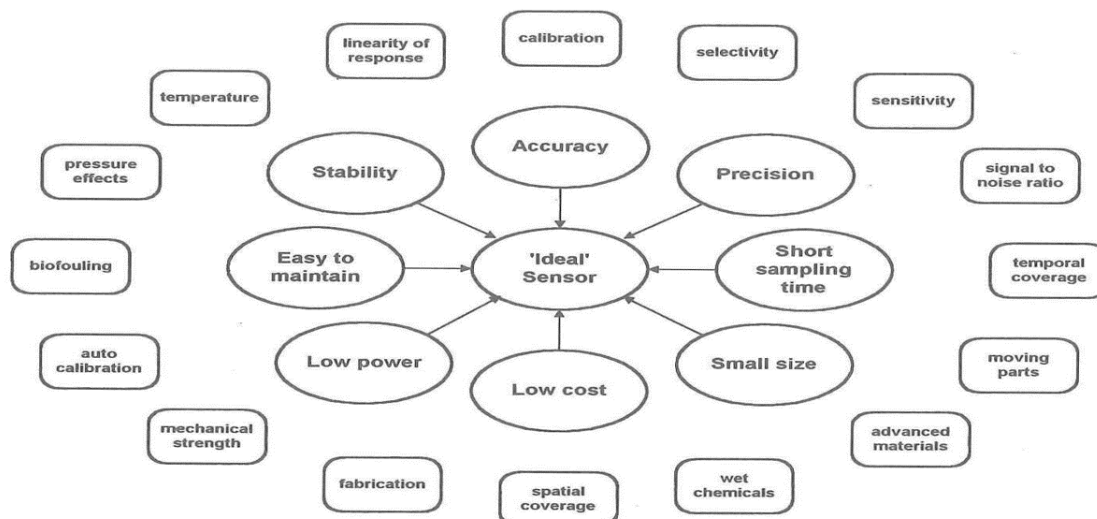 linearity of
response
calibration
selectivity
temperature
sensitivity
pressure
effects
Stability
Accuracy
Precision
signal to
noise ratio
biofouling
Easy to
maintain
'Ideal'
Sensor
Short
sampling
time
temporal
coverage
auto
calibration
Low power
Low cost
Small size
moving
parts
mechanical
strength
advanced
materials
fabrication
spatial
coverage
wet
chemicals